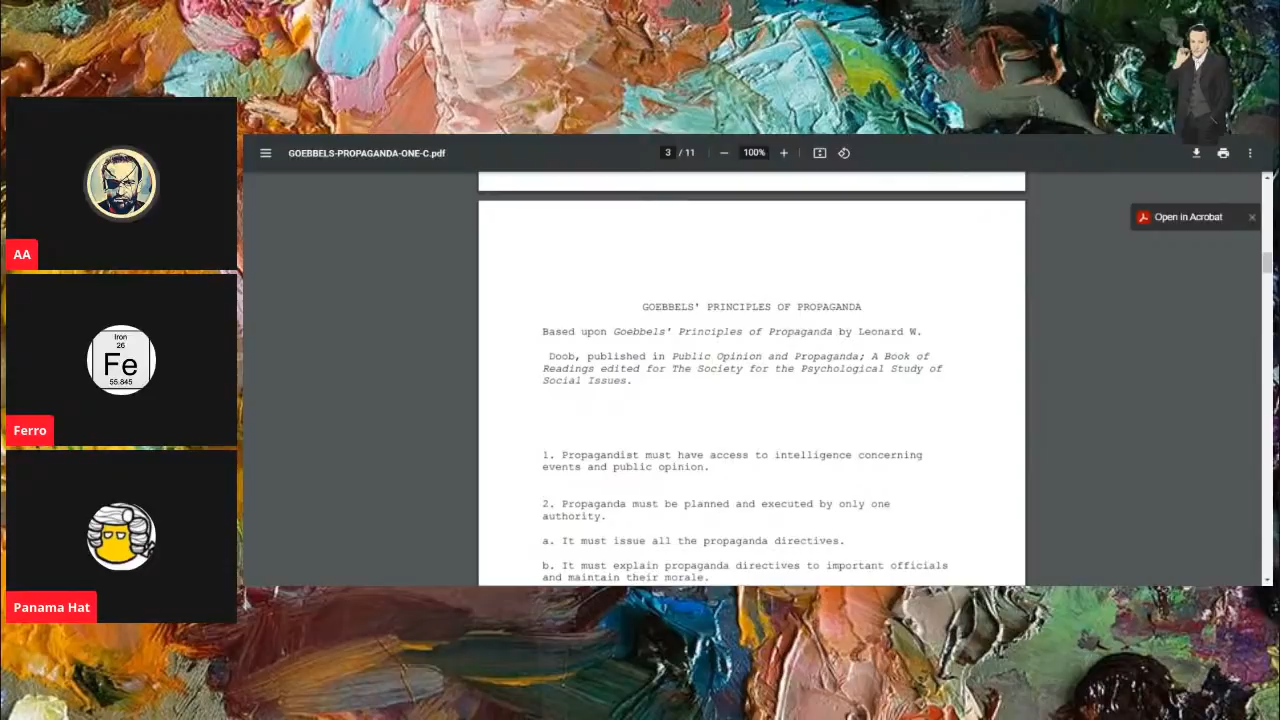 GOEBBELS-PROPAGANDA-ONE-C.pdf
3 / 11
100%
Open in Acrobat
AA
Iron
26
Fe
55.845
Ferro
Panama Hat
GOEBBELS' PRINCIPLES OF PROPAGANDA
Based upon Goebbels' Principles of Propaganda by Leonard W.
Doob, published in Public Opinion and Propaganda; A Book of
Readings edited for The Society for the Psychological Study of
Social Issues.
1. Propagandist must have access to intelligence concerning
events and public opinion.
2. Propaganda must be planned and executed by only one
authority.
a. It must issue all the propaganda directives.
b. It must explain propaganda directives to important officials
and maintain their morale.